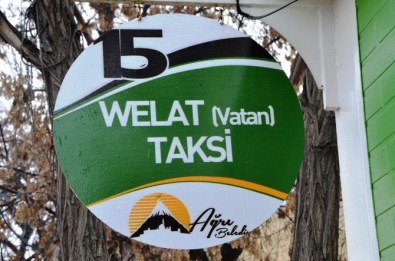 15
WELAT (Vatan)
TAKSİ
Ağrı
Belediyesi